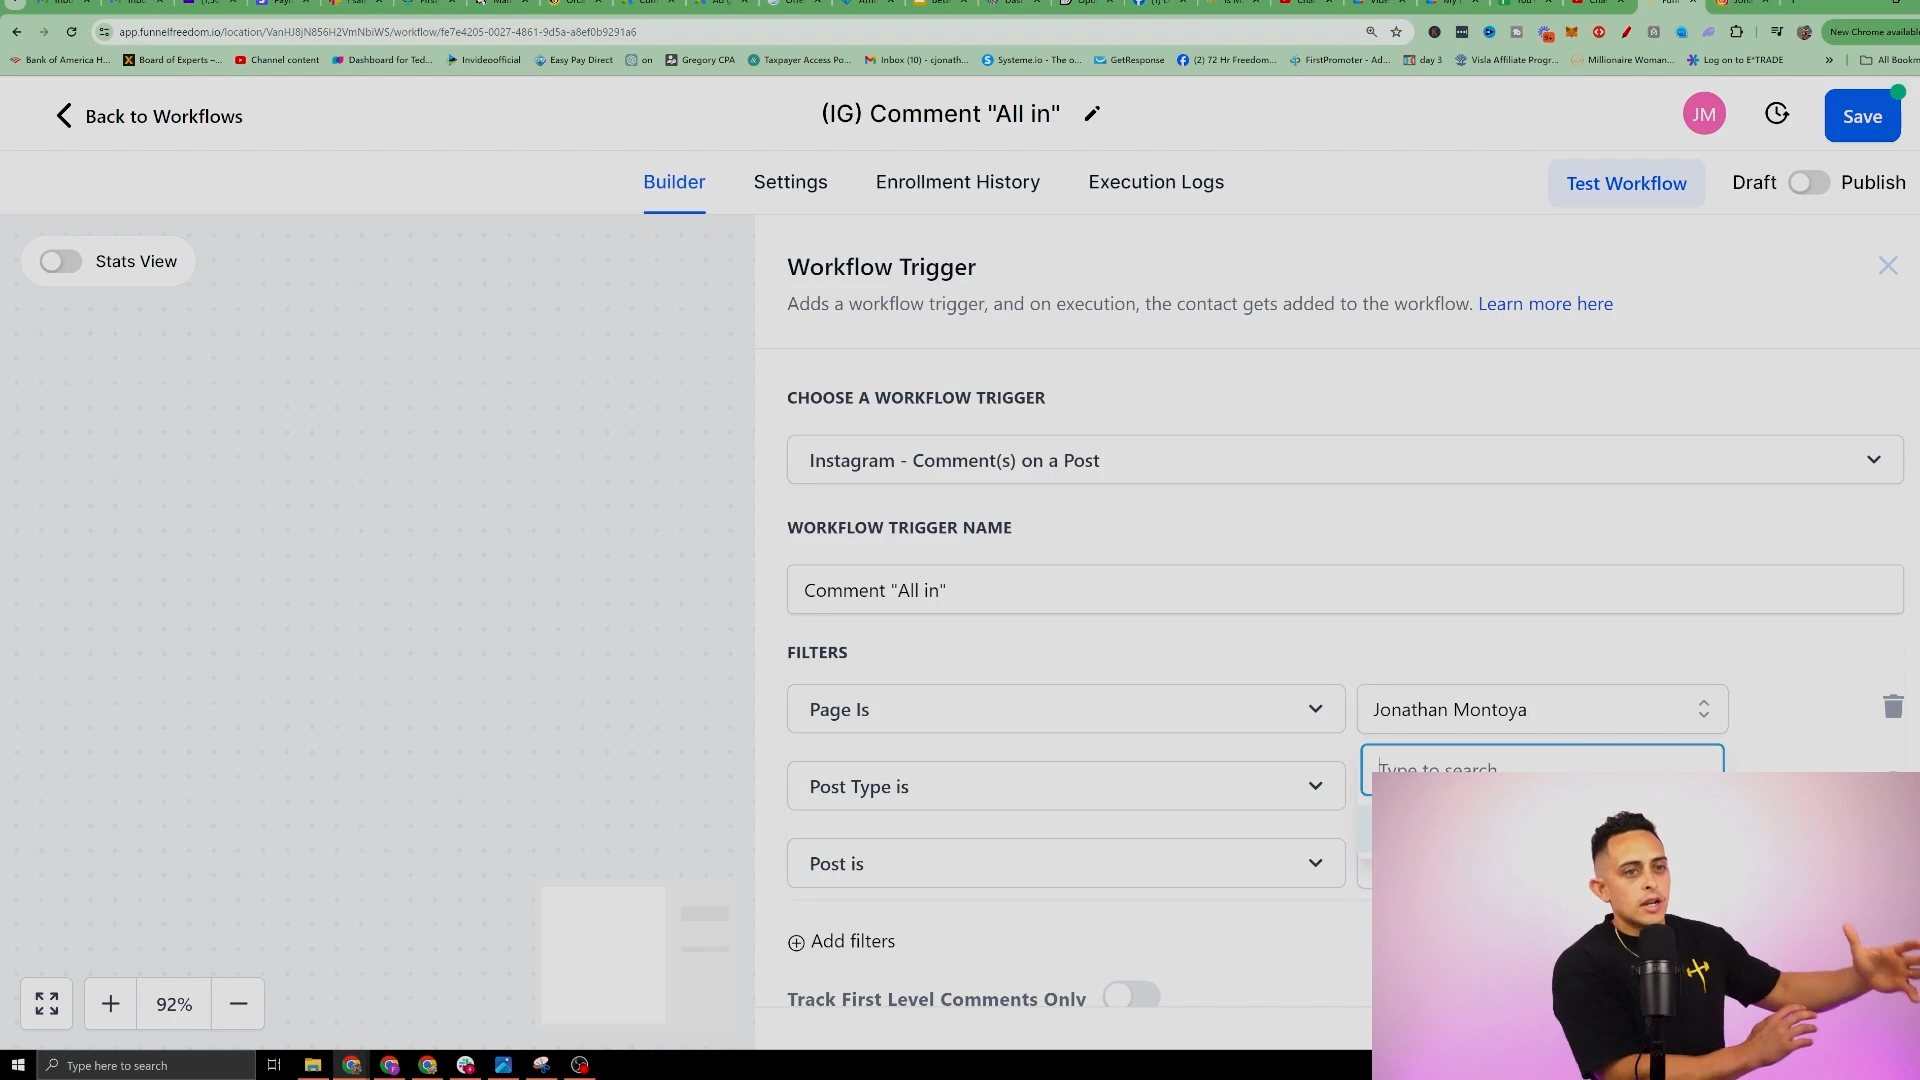 app.funnelfreedom.io/location/VanHJ8jN856H2VmNbiWS/workflow/fe7e4205-0027-4861-9d5a-a8ef0b9291a6
New Chrome available
Bank of America H...
Board of Experts –...
Channel content
Dashboard for Ted...
Invideoofficial
Easy Pay Direct
on
Gregory CPA
Taxpayer Access Po...
Inbox (10) - cjonath...
Systeme.io - The o...
GetResponse
(2) 72 Hr Freedom...
FirstPromoter - Ad...
day 3
Visla Affiliate Progr...
Millionaire Woman...
Log on to E*TRADE
All Bookm
Back to Workflows
(IG) Comment "All in"
JM
Save
Builder
Settings
Enrollment History
Execution Logs
Test Workflow
Draft
Publish
Stats View
Workflow Trigger
Adds a workflow trigger, and on execution, the contact gets added to the workflow. Learn more here
CHOOSE A WORKFLOW TRIGGER
Instagram - Comment(s) on a Post
WORKFLOW TRIGGER NAME
Comment "All in"
FILTERS
Page Is
Jonathan Montoya
Type to search
Post Type is
Post is
Add filters
Track First Level Comments Only
92%
Type here to search